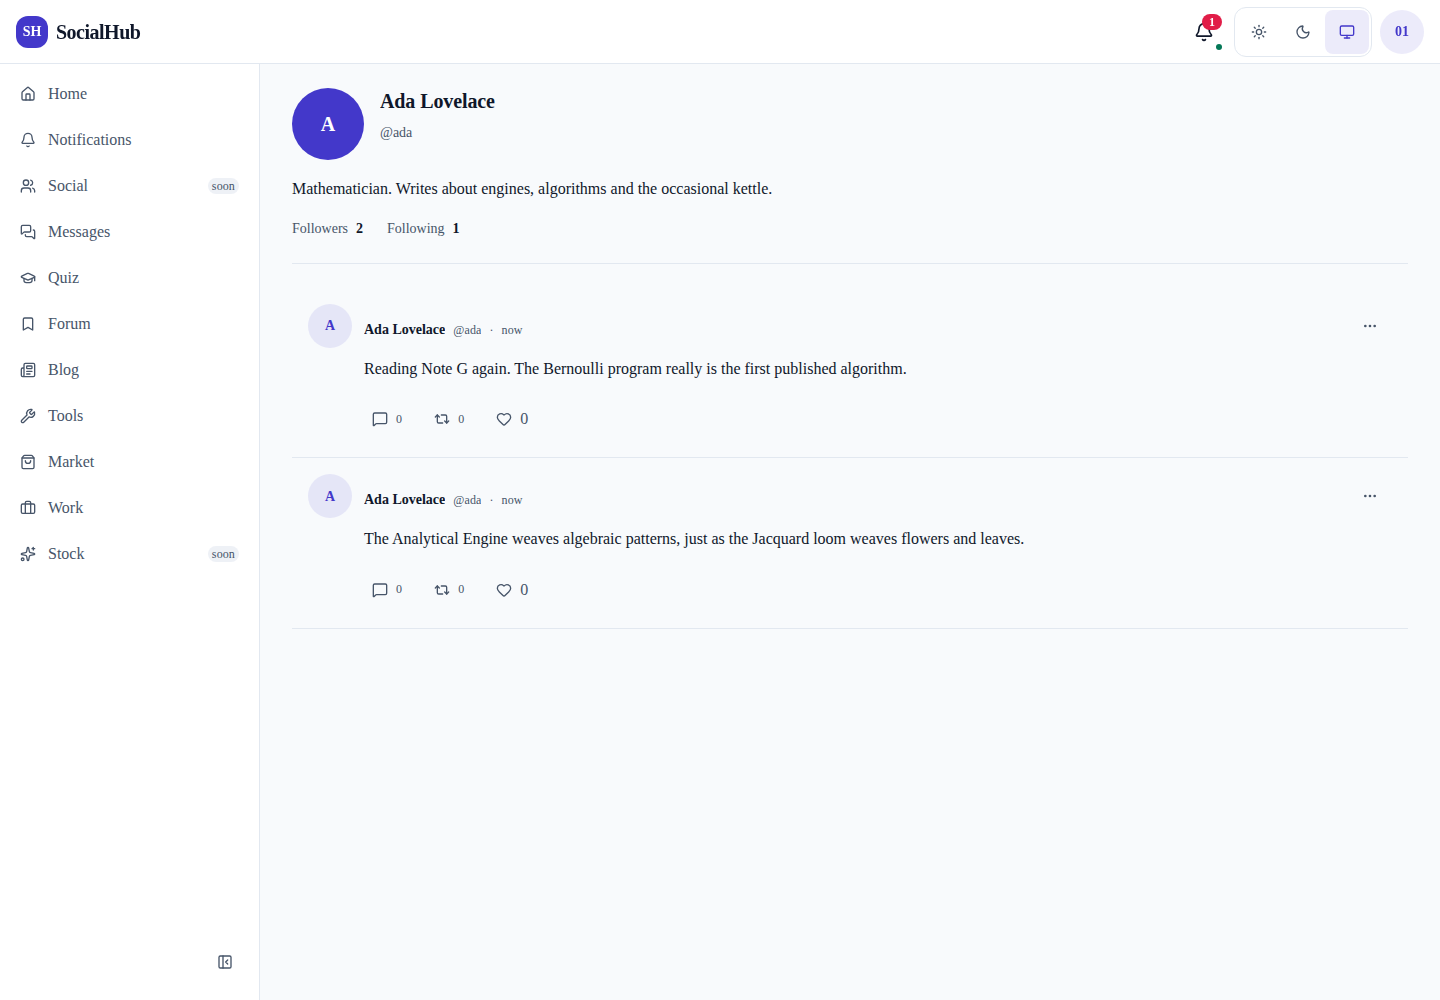 SH SocialHub
1
01
Home
Notifications
Social soon
Messages
Quiz
Forum
Blog
Tools
Market
Work
Stock soon
A
Ada Lovelace
@ada
Mathematician. Writes about engines, algorithms and the occasional kettle.
Followers 2 Following 1
A
Ada Lovelace @ada · now
Reading Note G again. The Bernoulli program really is the first published algorithm.
0 0 0
A
Ada Lovelace @ada · now
The Analytical Engine weaves algebraic patterns, just as the Jacquard loom weaves flowers and leaves.
0 0 0